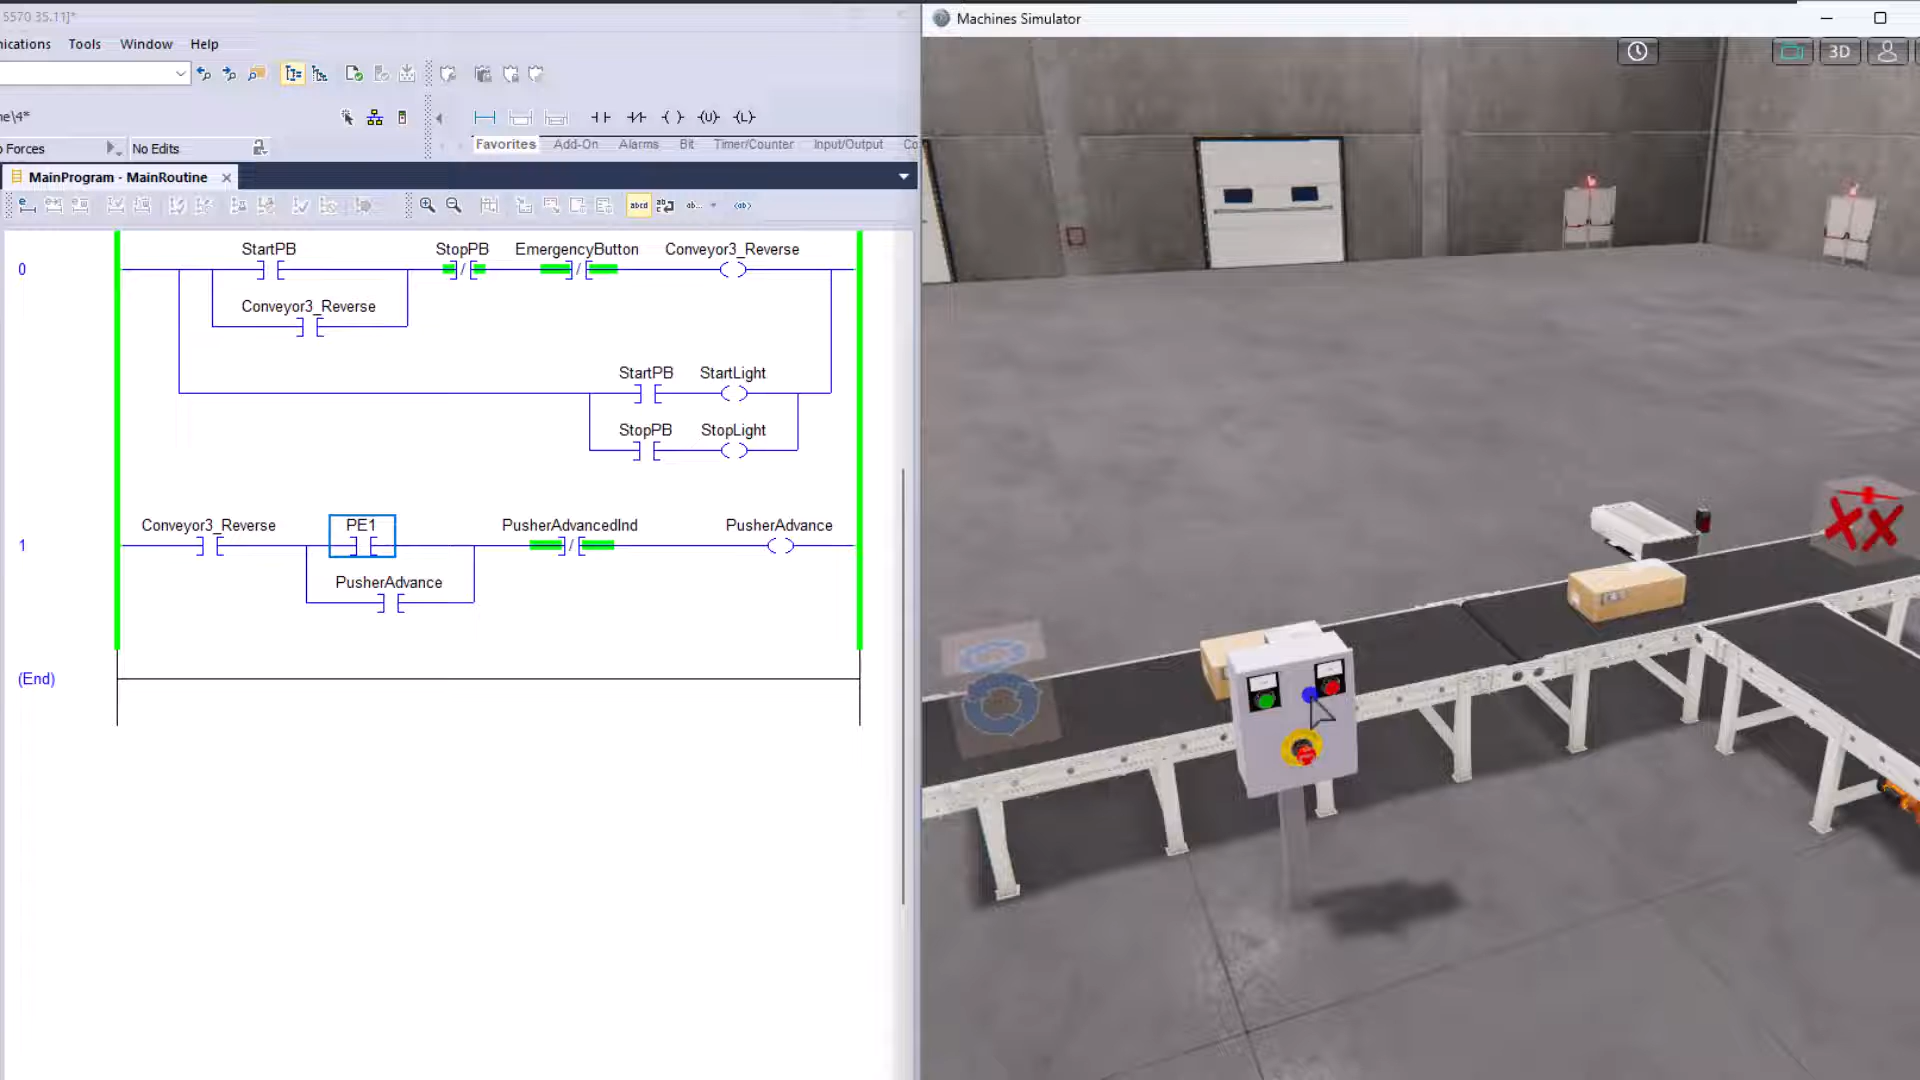 5570 35.11]*
Machines Simulator
ications Tools Window Help
3D
ne\4*
Forces No Edits
Favorites Add-On Alarms Bit Timer/Counter Input/Output Co
MainProgram - MainRoutine
StartPB StopPB EmergencyButton Conveyor3_Reverse
0
Conveyor3_Reverse
StartPB StartLight
StopPB StopLight
Conveyor3_Reverse PE1 PusherAdvancedInd PusherAdvance
1
PusherAdvance
(End)